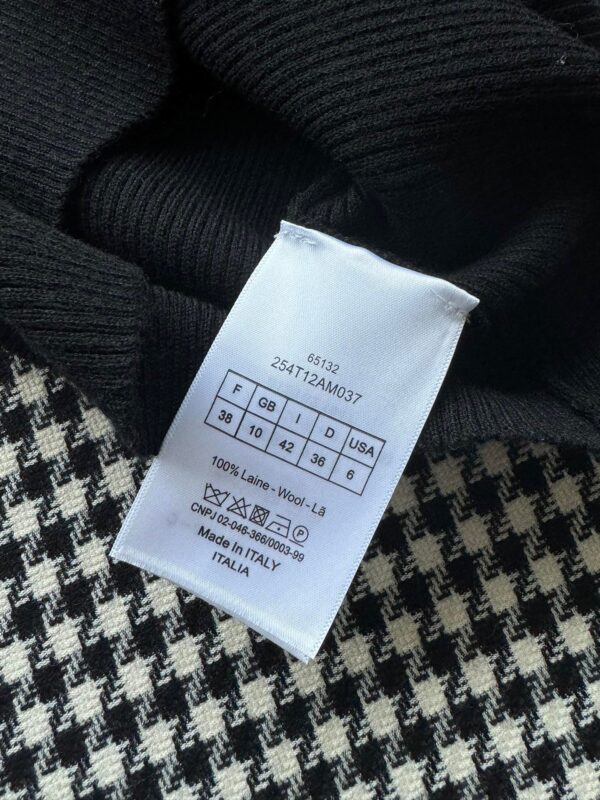 65132
254T12AM037
F GB I D USA
38 10 42 36 6
100% Laine - Wool - Lã
P
CNPJ 02-046-366/0003-99
Made in ITALY
ITALIA